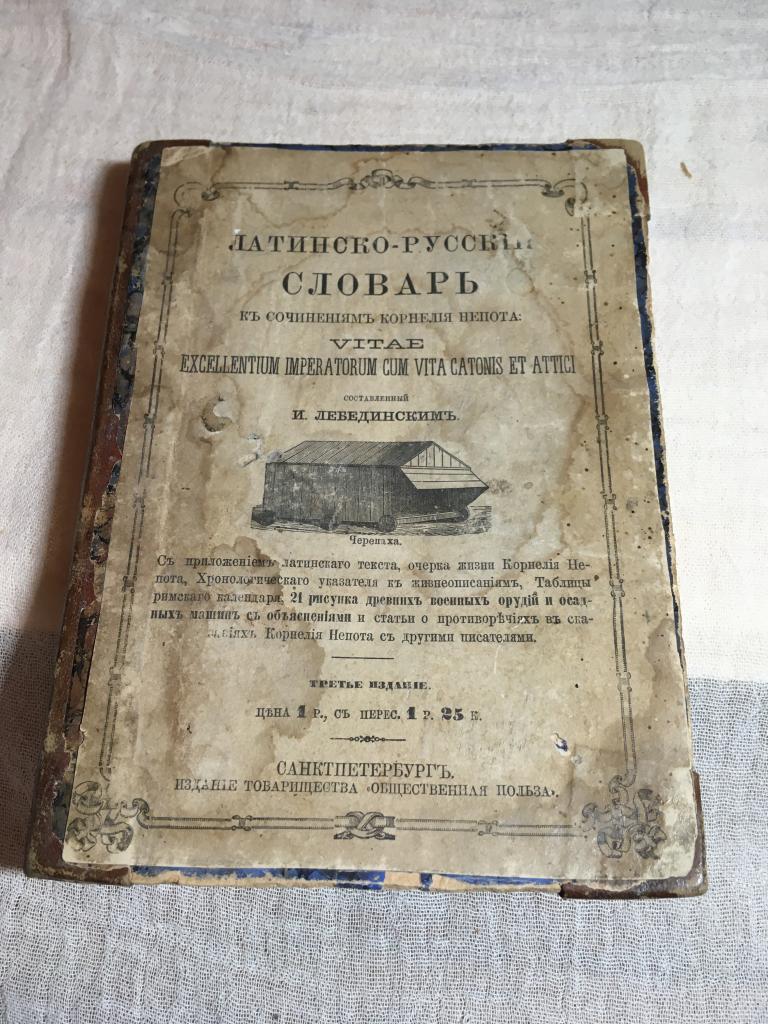 ЛАТИНСКО-РУССКІЙ
СЛОВАРЬ
КЪ СОЧИНЕНІЯМЪ КОРНЕЛІЯ НЕПОТА:
VITAE
EXCELLENTIUM IMPERATORUM CUM VITA CATONIS ET ATTICI
СОСТАВЛЕННЫЙ
И. ЛЕБЕДИНСКИМЪ.
Черепаха.
Съ приложеніемъ латинскаго текста, очерка жизни Корнелія Не-
пота, Хронологическаго указателя къ жизнеописаніямъ, Таблицы
римскаго календаря, 21 рисунка древнихъ военныхъ орудій и осад-
ныхъ машинъ съ объясненіями и статьи о противорѣчіяхъ въ ска-
заніяхъ Корнелія Непота съ другими писателями.
ТРЕТЬЕ ИЗДАНІЕ.
ЦѢНА 1 Р., СЪ ПЕРЕС. 1 Р. 25 К.
САНКТПЕТЕРБУРГЪ.
ИЗДАНІЕ ТОВАРИЩЕСТВА «ОБЩЕСТВЕННАЯ ПОЛЬЗА».